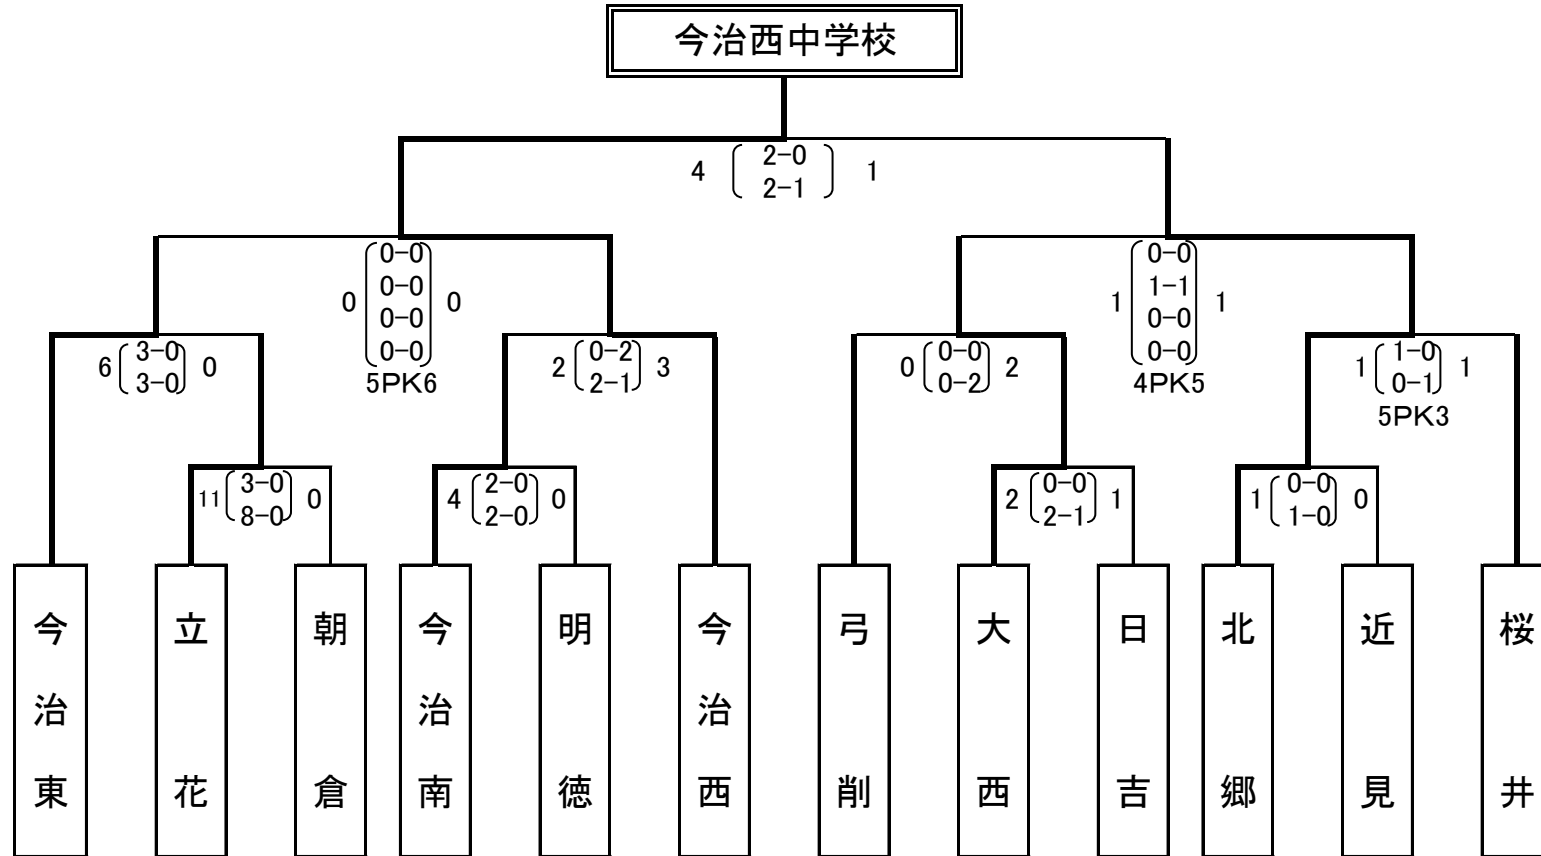 今治西中学校
4 2-0 1
2-1
0-0
0-0
0 0
0-0
0-0
5PK6
0-0
1-1
1 1
0-0
0-0
4PK5
6 3-0 0
3-0
2 0-2 3
2-1
0 0-0 2
0-2
1 1-0 1
0-1
5PK3
11 3-0 0
8-0
4 2-0 0
2-0
2 0-0 1
2-1
1 0-0 0
1-0
今治東
立花
朝倉
今治南
明徳
今治西
弓削
大西
日吉
北郷
近見
桜井